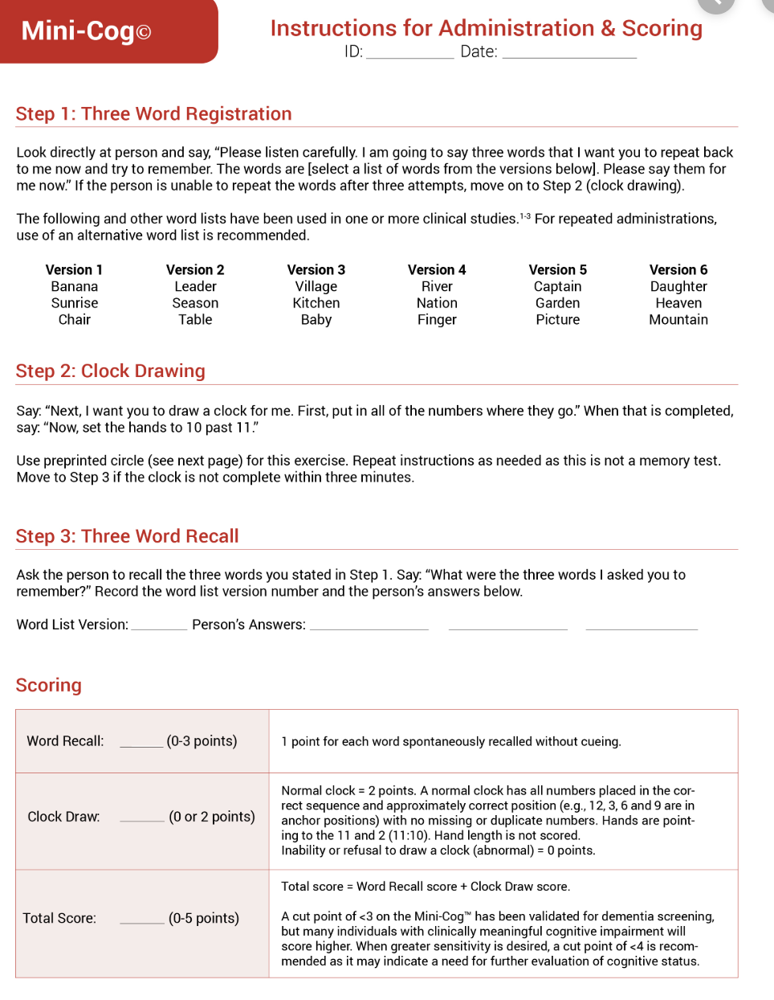 Mini-Cog©
Instructions for Administration & Scoring
ID: ___________ Date: _________________
Step 1: Three Word Registration
Look directly at person and say, “Please listen carefully. I am going to say three words that I want you to repeat back
to me now and try to remember. The words are [select a list of words from the versions below]. Please say them for
me now.” If the person is unable to repeat the words after three attempts, move on to Step 2 (clock drawing).
The following and other word lists have been used in one or more clinical studies.1-3 For repeated administrations,
use of an alternative word list is recommended.
Version 1 Version 2 Version 3 Version 4 Version 5 Version 6
Banana Leader Village River Captain Daughter
Sunrise Season Kitchen Nation Garden Heaven
Chair Table Baby Finger Picture Mountain
Step 2: Clock Drawing
Say: “Next, I want you to draw a clock for me. First, put in all of the numbers where they go.” When that is completed,
say: “Now, set the hands to 10 past 11.”
Use preprinted circle (see next page) for this exercise. Repeat instructions as needed as this is not a memory test.
Move to Step 3 if the clock is not complete within three minutes.
Step 3: Three Word Recall
Ask the person to recall the three words you stated in Step 1. Say: “What were the three words I asked you to
remember?” Record the word list version number and the person’s answers below.
Word List Version: _______ Person’s Answers: _______________ _______________ ______________
Scoring
Word Recall: ______ (0-3 points)
1 point for each word spontaneously recalled without cueing.
Clock Draw: ______ (0 or 2 points)
Normal clock = 2 points. A normal clock has all numbers placed in the cor-
rect sequence and approximately correct position (e.g., 12, 3, 6 and 9 are in
anchor positions) with no missing or duplicate numbers. Hands are point-
ing to the 11 and 2 (11:10). Hand length is not scored.
Inability or refusal to draw a clock (abnormal) = 0 points.
Total Score: ______ (0-5 points)
Total score = Word Recall score + Clock Draw score.
A cut point of <3 on the Mini-Cog™ has been validated for dementia screening,
but many individuals with clinically meaningful cognitive impairment will
score higher. When greater sensitivity is desired, a cut point of <4 is recom-
mended as it may indicate a need for further evaluation of cognitive status.